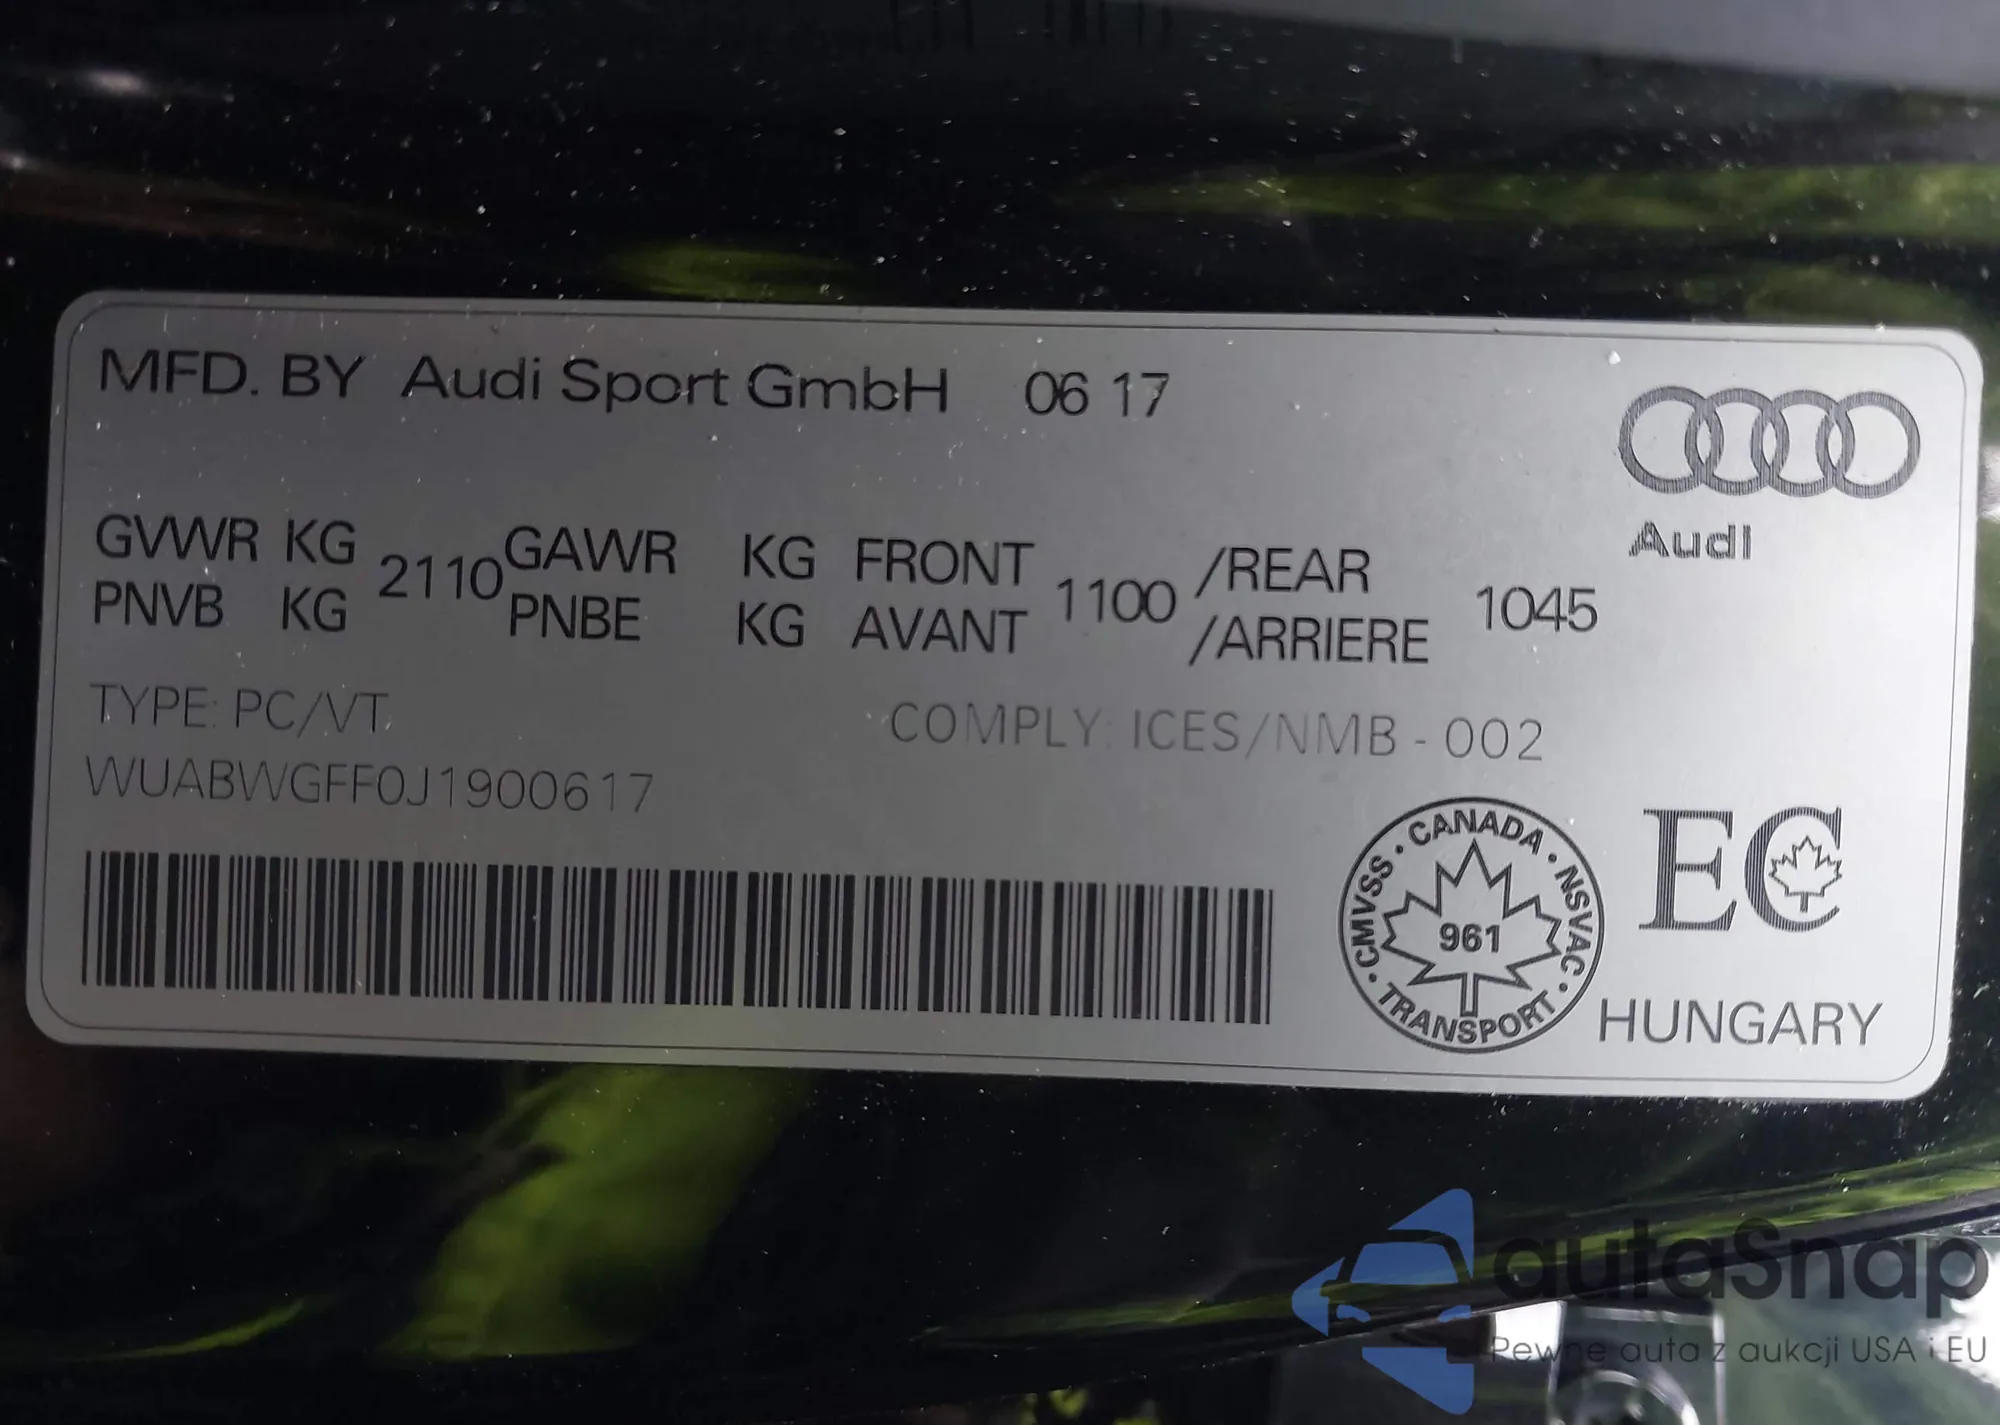 MFD. BY Audi Sport GmbH 06 17
Audi
GVWR KG 2110 GAWR KG FRONT 1100 /REAR 1045
PNVB KG PNBE KG AVANT /ARRIERE
TYPE: PC/VT
COMPLY: ICES/NMB - 002
WUABWGFF0J1900617
CMVSS · CANADA · NSVAC · TRANSPORT ·
961
EC
HUNGARY
autaSnap
Pewne auta z aukcji USA i EU